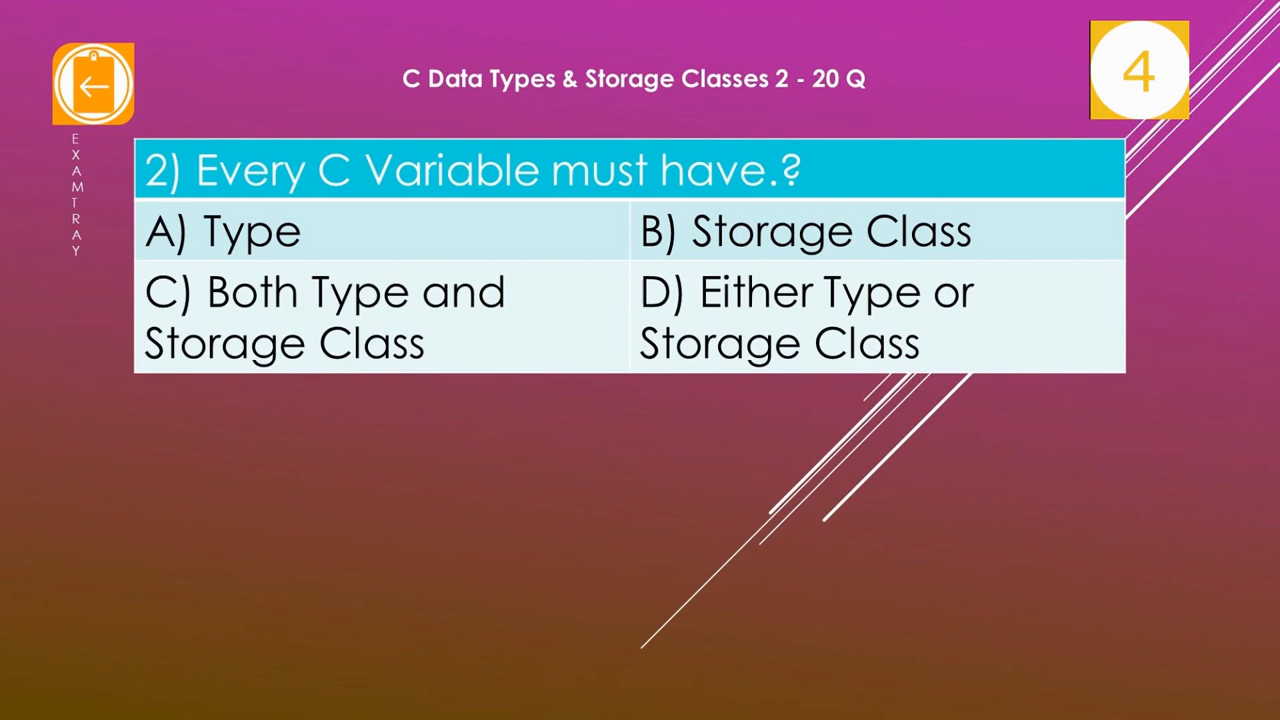 C Data Types & Storage Classes 2 - 20 Q
4
EXAMTRAY
2) Every C Variable must have.?
A) Type
B) Storage Class
C) Both Type and
Storage Class
D) Either Type or
Storage Class